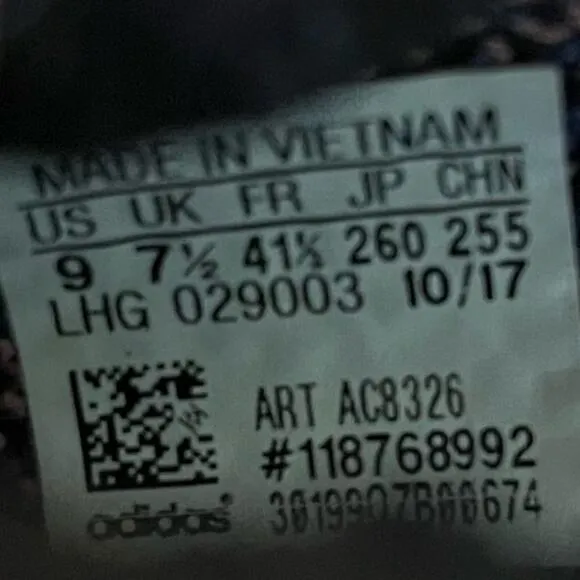 MADE IN VIETNAM
US UK FR JP CHN
9 7½ 41⅓ 260 255
LHG 029003 10/17
ART AC8326
#118768992
adidas®